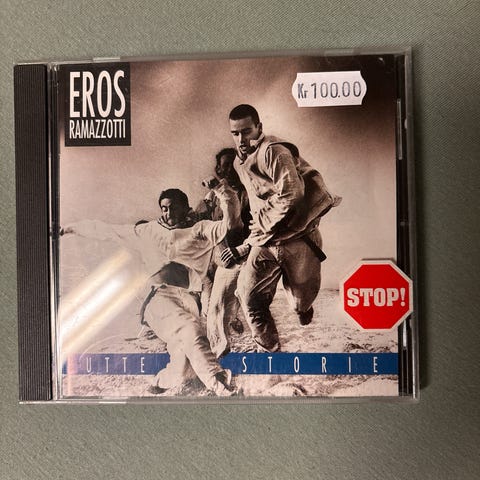 EROS
RAMAZZOTTI
Kr 100.00
STOP!
UTTE STORIE